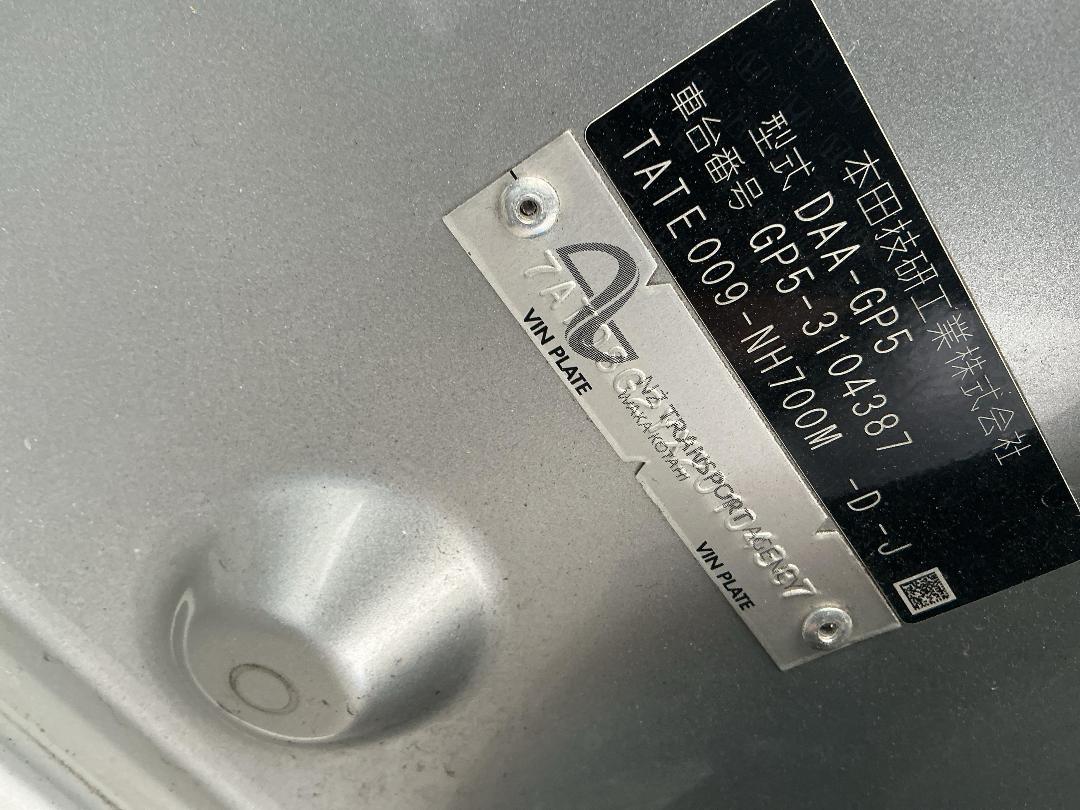 本田技研工業株式会社
型式 DAA-GP5
車台番号 GP5-3104387
TATE009-NH700M -D-J
NZ TRANSPORT AGENCY
WAKA KOTAHI
VIN PLATE
VIN PLATE